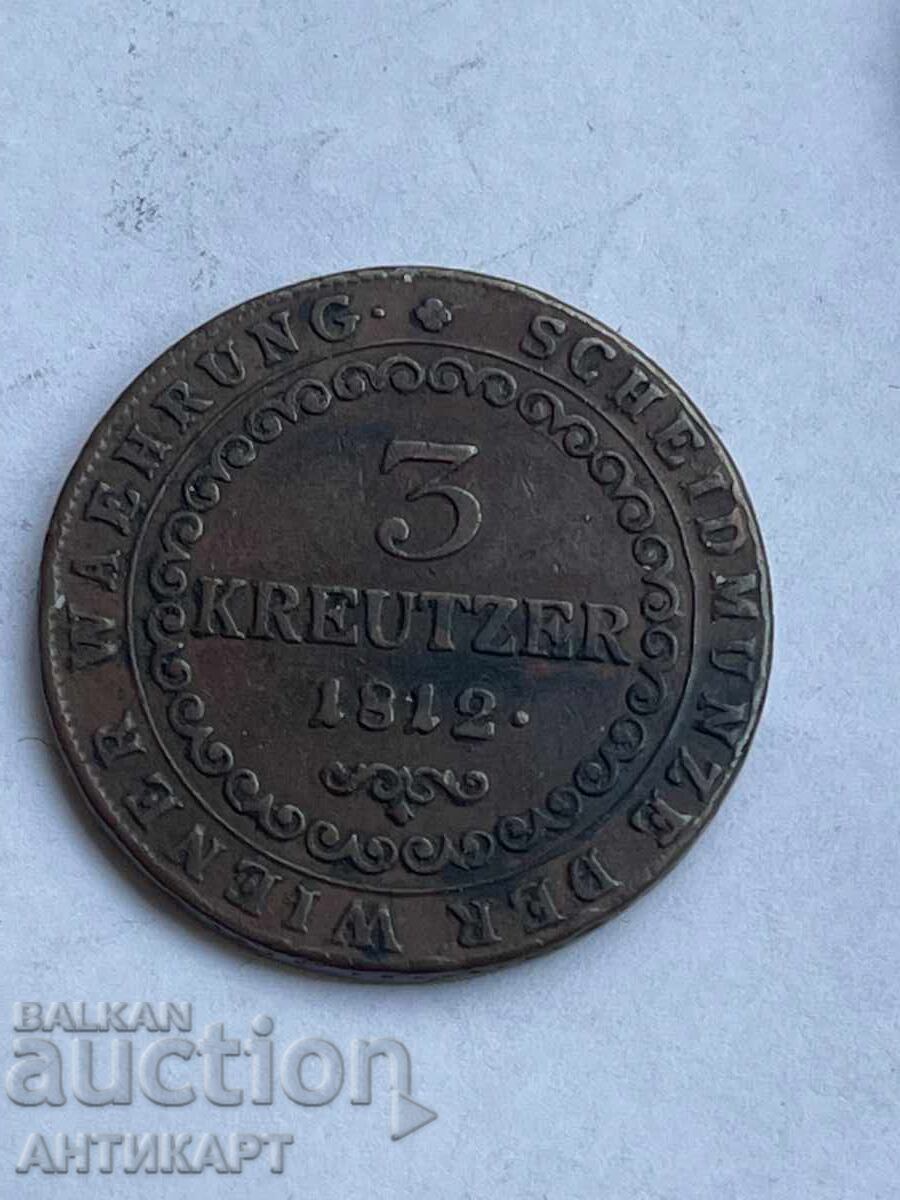 SCHEIDMUNZE DER WIENER WAEHRUNG.
3
KREUTZER
1812.
BALKAN
auction
АНТИКАРТ